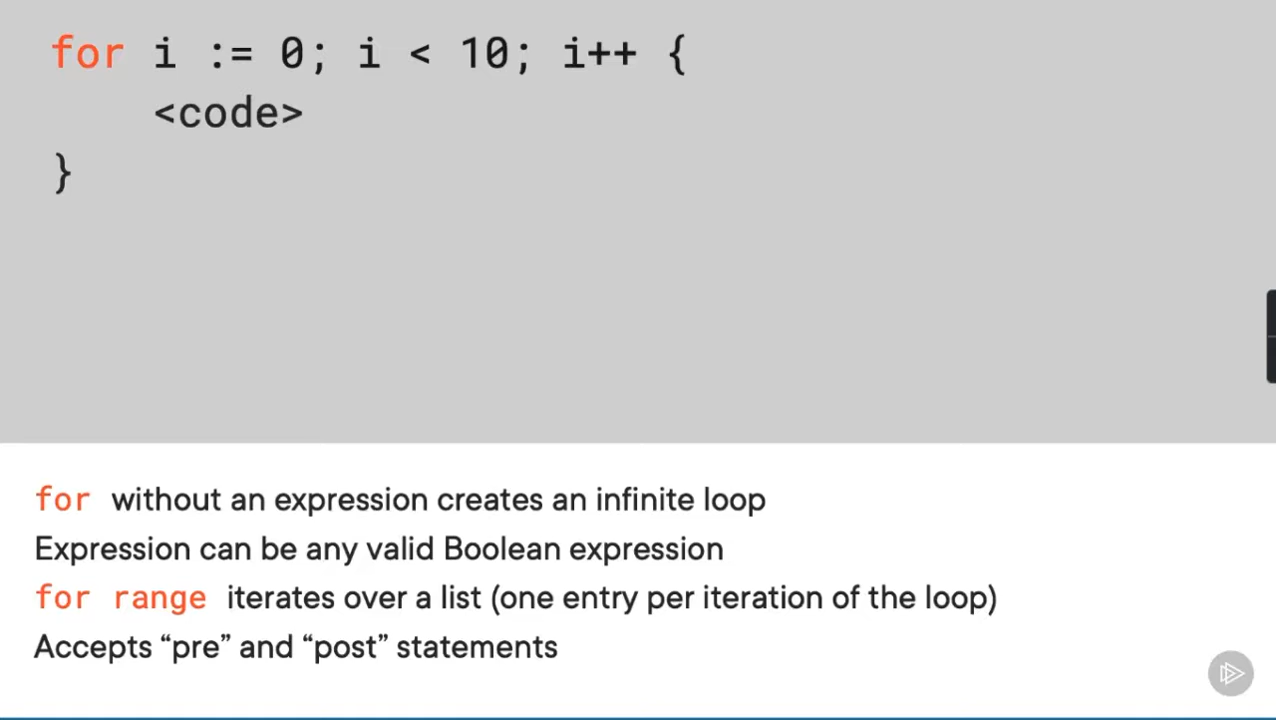 for i := 0; i < 10; i++ {
<code>
}
for without an expression creates an infinite loop
Expression can be any valid Boolean expression
for range iterates over a list (one entry per iteration of the loop)
Accepts “pre” and “post” statements